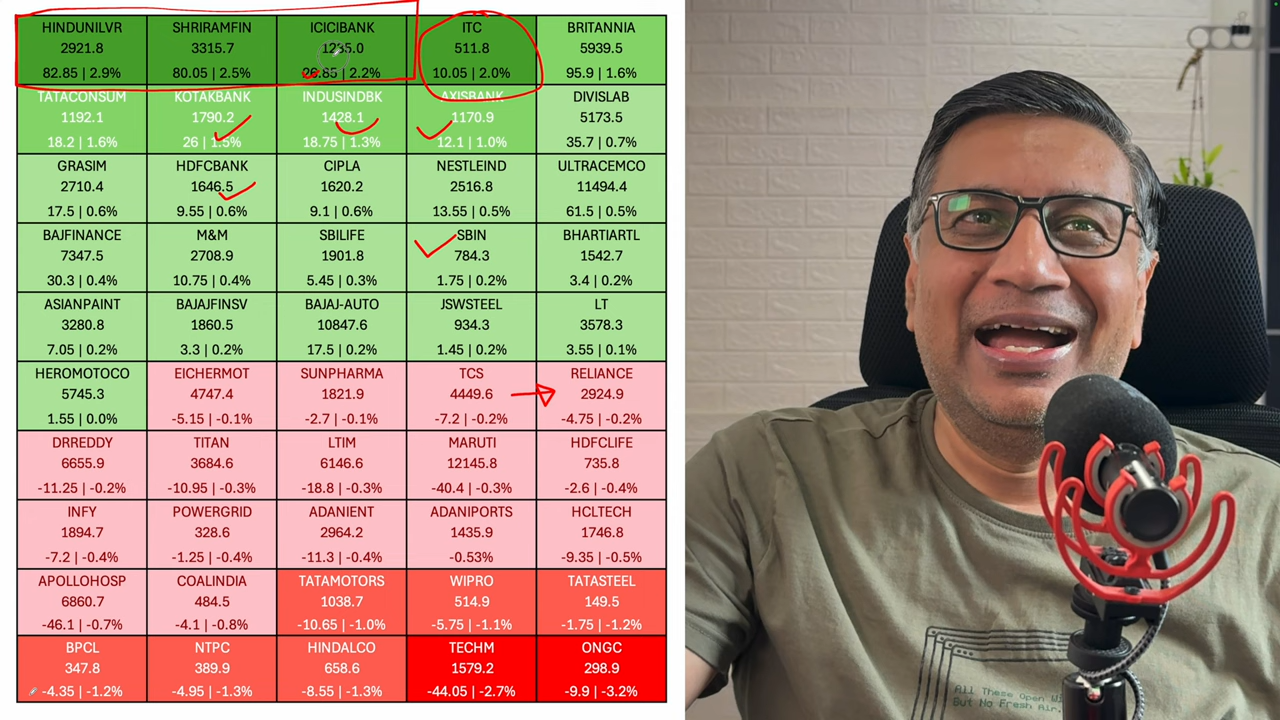 HINDUNILVR SHRIRAMFIN ICICIBANK ITC BRITANNIA
2921.8 3315.7 511.8 5939.5
82.85 | 2.9% 80.05 | 2.5% 26.85 | 2.2% 10.05 | 2.0% 95.9 | 1.6%
TATACONSUM KOTAKBANK INDUSINDBK AXISBANK DIVISLAB
1192.1 1790.2 1428.1 1170.9 5173.5
18.2 | 1.6% 26 | 1.5% 18.75 | 1.3% 12.1 | 1.0% 35.7 | 0.7%
GRASIM HDFCBANK CIPLA NESTLEIND ULTRACEMCO
2710.4 1646.5 1620.2 2516.8 11494.4
17.5 | 0.6% 9.55 | 0.6% 9.1 | 0.6% 13.55 | 0.5% 61.5 | 0.5%
BAJFINANCE M&M SBILIFE SBIN BHARTIARTL
7347.5 2708.9 1901.8 784.3 1542.7
30.3 | 0.4% 10.75 | 0.4% 5.45 | 0.3% 1.75 | 0.2% 3.4 | 0.2%
ASIANPAINT BAJAJFINSV BAJAJ-AUTO JSWSTEEL LT
3280.8 1860.5 10847.6 934.3 3578.3
7.05 | 0.2% 3.3 | 0.2% 17.5 | 0.2% 1.45 | 0.2% 3.55 | 0.1%
HEROMOTOCO EICHERMOT SUNPHARMA TCS RELIANCE
5745.3 4747.4 1821.9 4449.6 2924.9
1.55 | 0.0% -5.15 | -0.1% -2.7 | -0.1% -7.2 | -0.2% -4.75 | -0.2%
DRREDDY TITAN LTIM MARUTI HDFCLIFE
6655.9 3684.6 6146.6 12145.8 735.8
-11.25 | -0.2% -10.95 | -0.3% -18.8 | -0.3% -40.4 | -0.3% -2.6 | -0.4%
INFY POWERGRID ADANIENT ADANIPORTS HCLTECH
1894.7 328.6 2964.2 1435.9 1746.8
-7.2 | -0.4% -1.25 | -0.4% -11.3 | -0.4% -0.53% -9.35 | -0.5%
APOLLOHOSP COALINDIA TATAMOTORS WIPRO TATASTEEL
6860.7 484.5 1038.7 514.9 149.5
-46.1 | -0.7% -4.1 | -0.8% -10.65 | -1.0% -5.75 | -1.1% -1.75 | -1.2%
BPCL NTPC HINDALCO TECHM ONGC
347.8 389.9 658.6 1579.2 298.9
-4.35 | -1.2% -4.95 | -1.3% -8.55 | -1.3% -44.05 | -2.7% -9.9 | -3.2%
All These Open
But No Fresh Air.